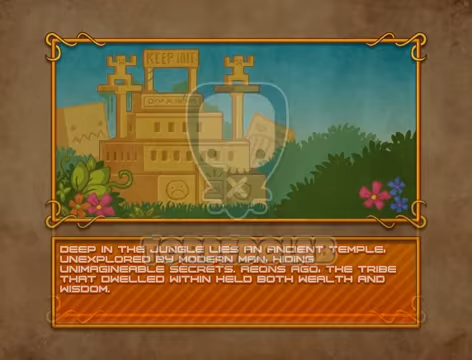 KEEP OUT
DEEP IN THE JUNGLE LIES AN ANCIENT TEMPLE,
UNEXPLORED BY MODERN MAN, HIDING
UNIMAGINEABLE SECRETS. AEONS AGO, THE TRIBE
THAT DWELLED WITHIN HELD BOTH WEALTH AND
WISDOM.